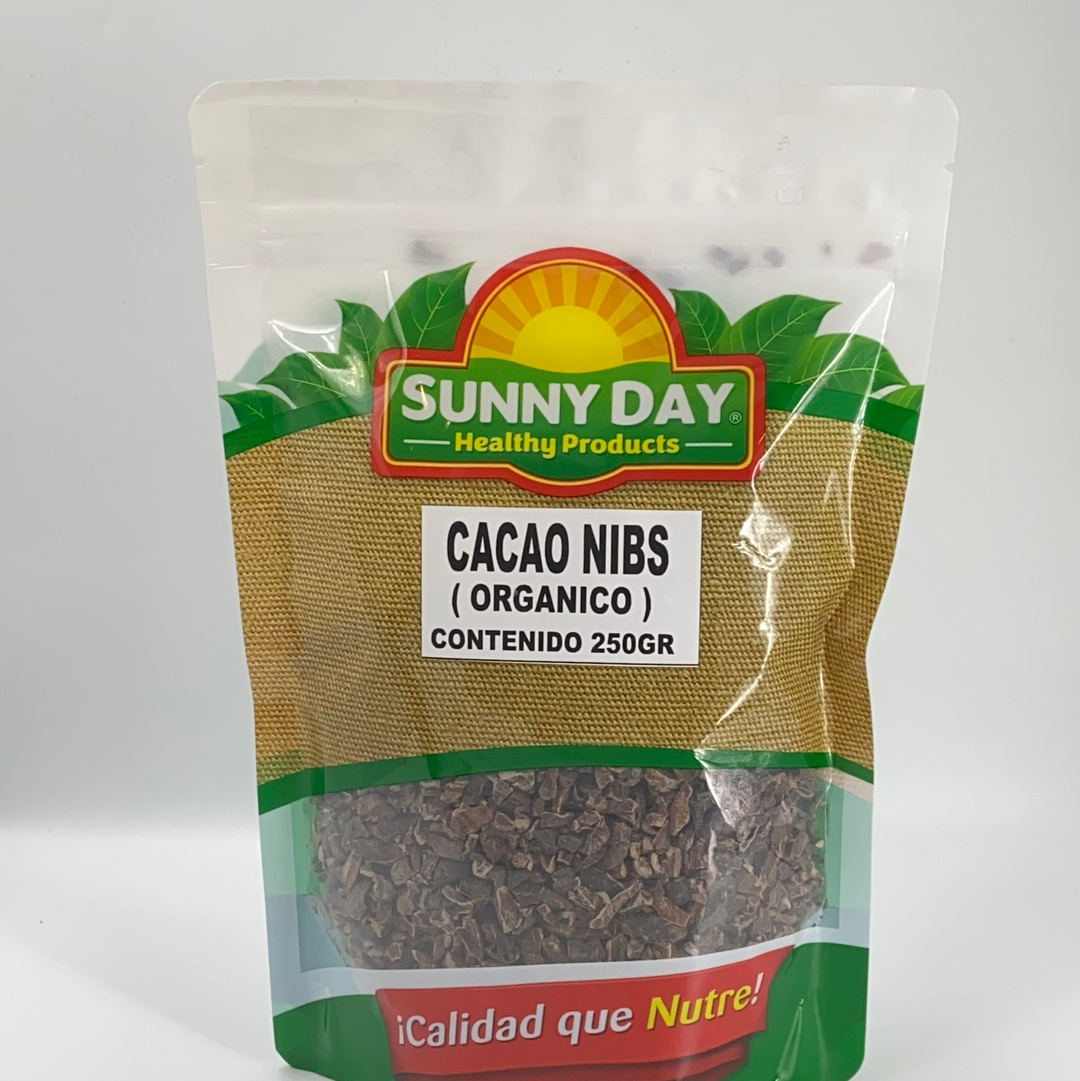 SUNNY DAY®
Healthy Products
CACAO NIBS
( ORGANICO )
CONTENIDO 250GR
¡Calidad que Nutre!